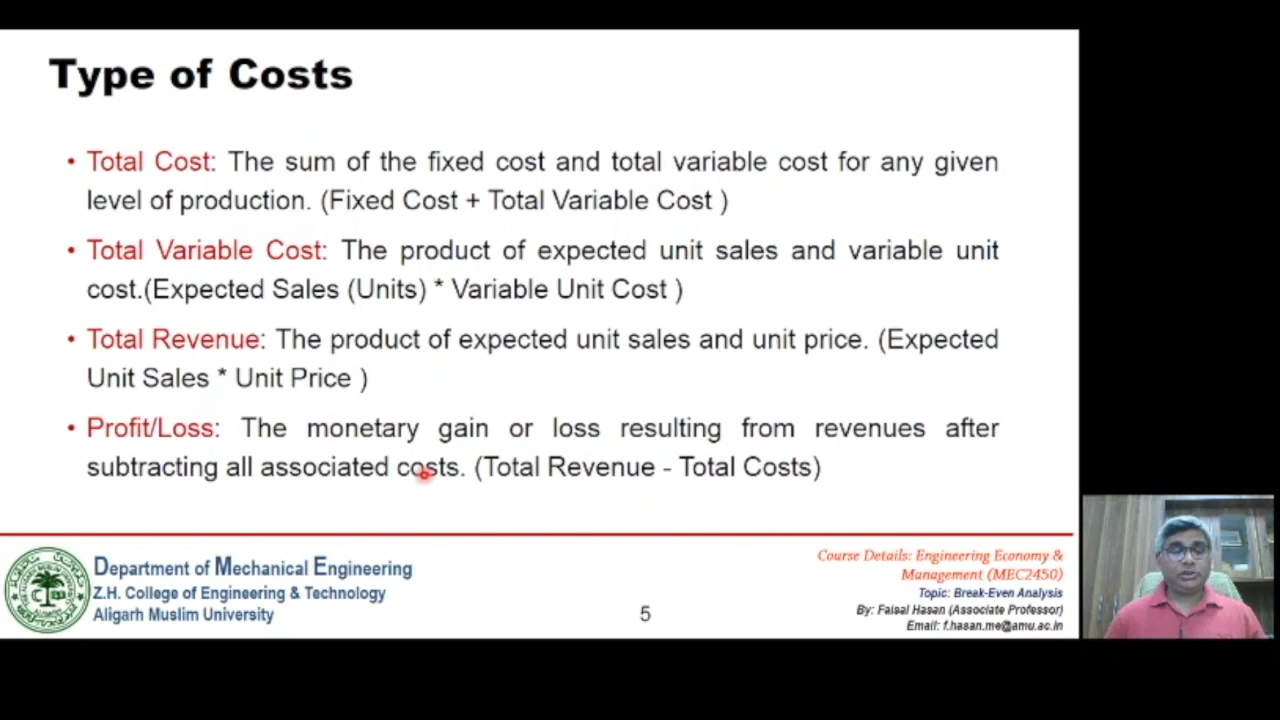 Type of Costs
• Total Cost: The sum of the fixed cost and total variable cost for any given
level of production. (Fixed Cost + Total Variable Cost )
• Total Variable Cost: The product of expected unit sales and variable unit
cost.(Expected Sales (Units) * Variable Unit Cost )
• Total Revenue: The product of expected unit sales and unit price. (Expected
Unit Sales * Unit Price )
• Profit/Loss: The monetary gain or loss resulting from revenues after
subtracting all associated costs. (Total Revenue - Total Costs)
Department of Mechanical Engineering
Z.H. College of Engineering & Technology
Aligarh Muslim University
5
Course Details: Engineering Economy &
Management (MEC2450)
Topic: Break-Even Analysis
By: Faisal Hasan (Associate Professor)
Email: f.hasan.me@amu.ac.in